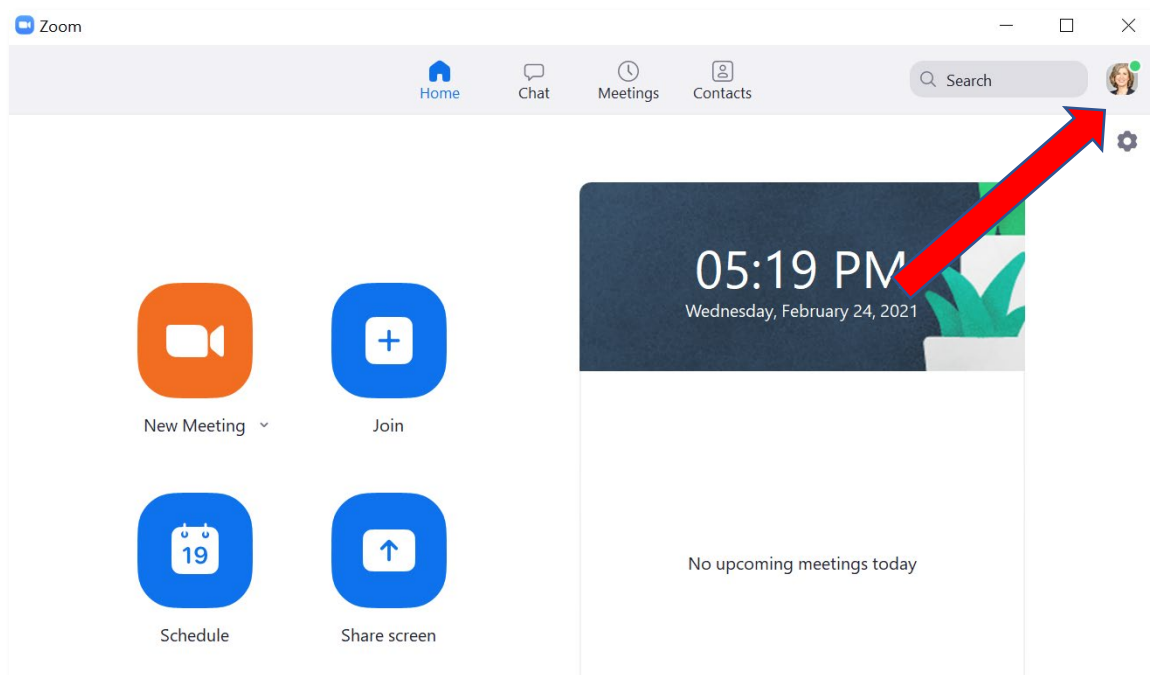 Zoom
Home
Chat
Meetings
Contacts
Search
05:19 PM
Wednesday, February 24, 2021
New Meeting
Join
19
Schedule
Share screen
No upcoming meetings today